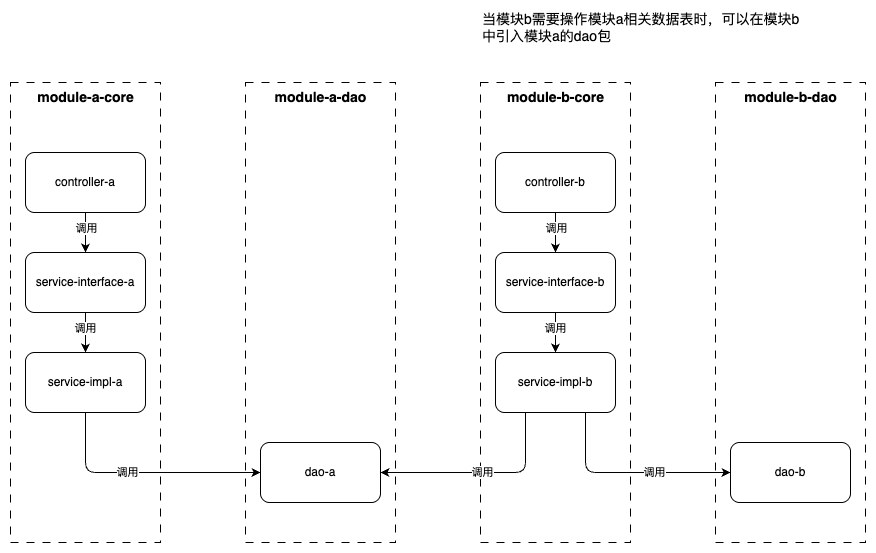 当模块b需要操作模块a相关数据表时，可以在模块b
中引入模块a的dao包
module-a-core
module-a-dao
module-b-core
module-b-dao
controller-a
controller-b
调用
调用
service-interface-a
service-interface-b
调用
调用
service-impl-a
service-impl-b
调用
dao-a
调用
调用
dao-b